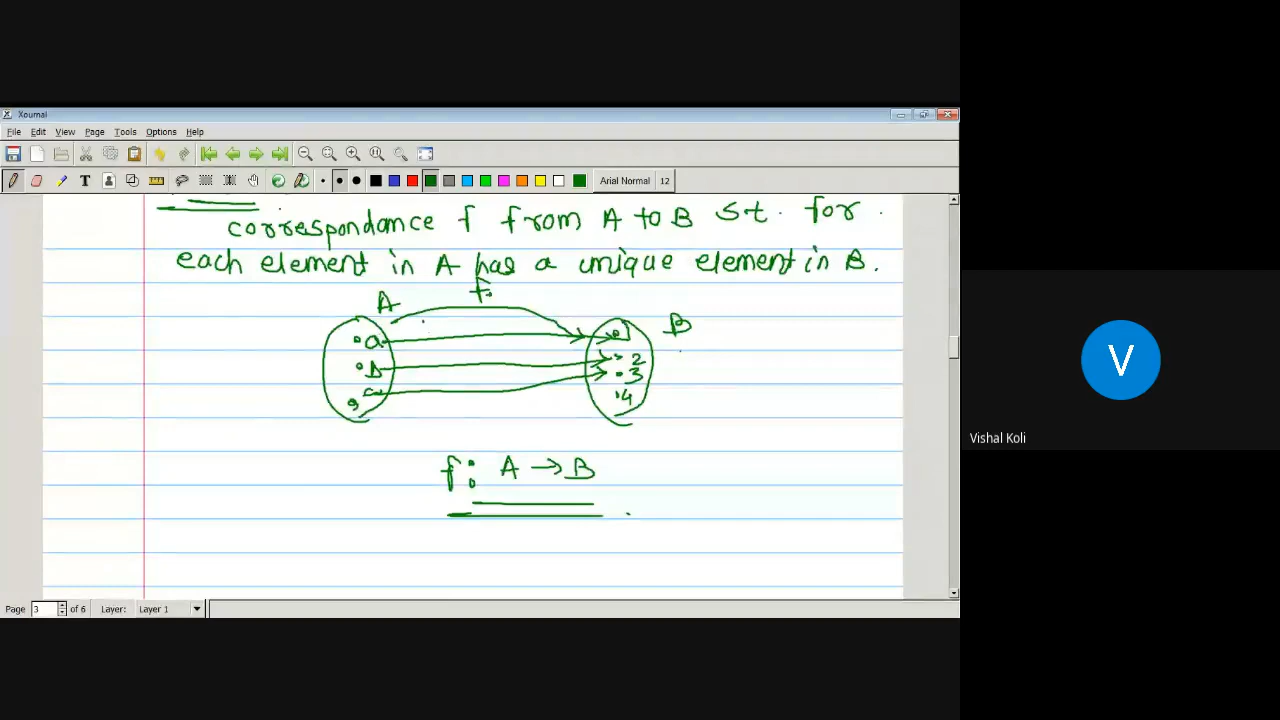 Xournal
File Edit View Page Tools Options Help
T Arial Normal 12
correspondance f from A to B s.t. for
each element in A has a unique element in B.
f
A
B
a
b
2
c
3
4
f: A → B
Page 3 of 6 Layer: Layer 1
V
Vishal Koli